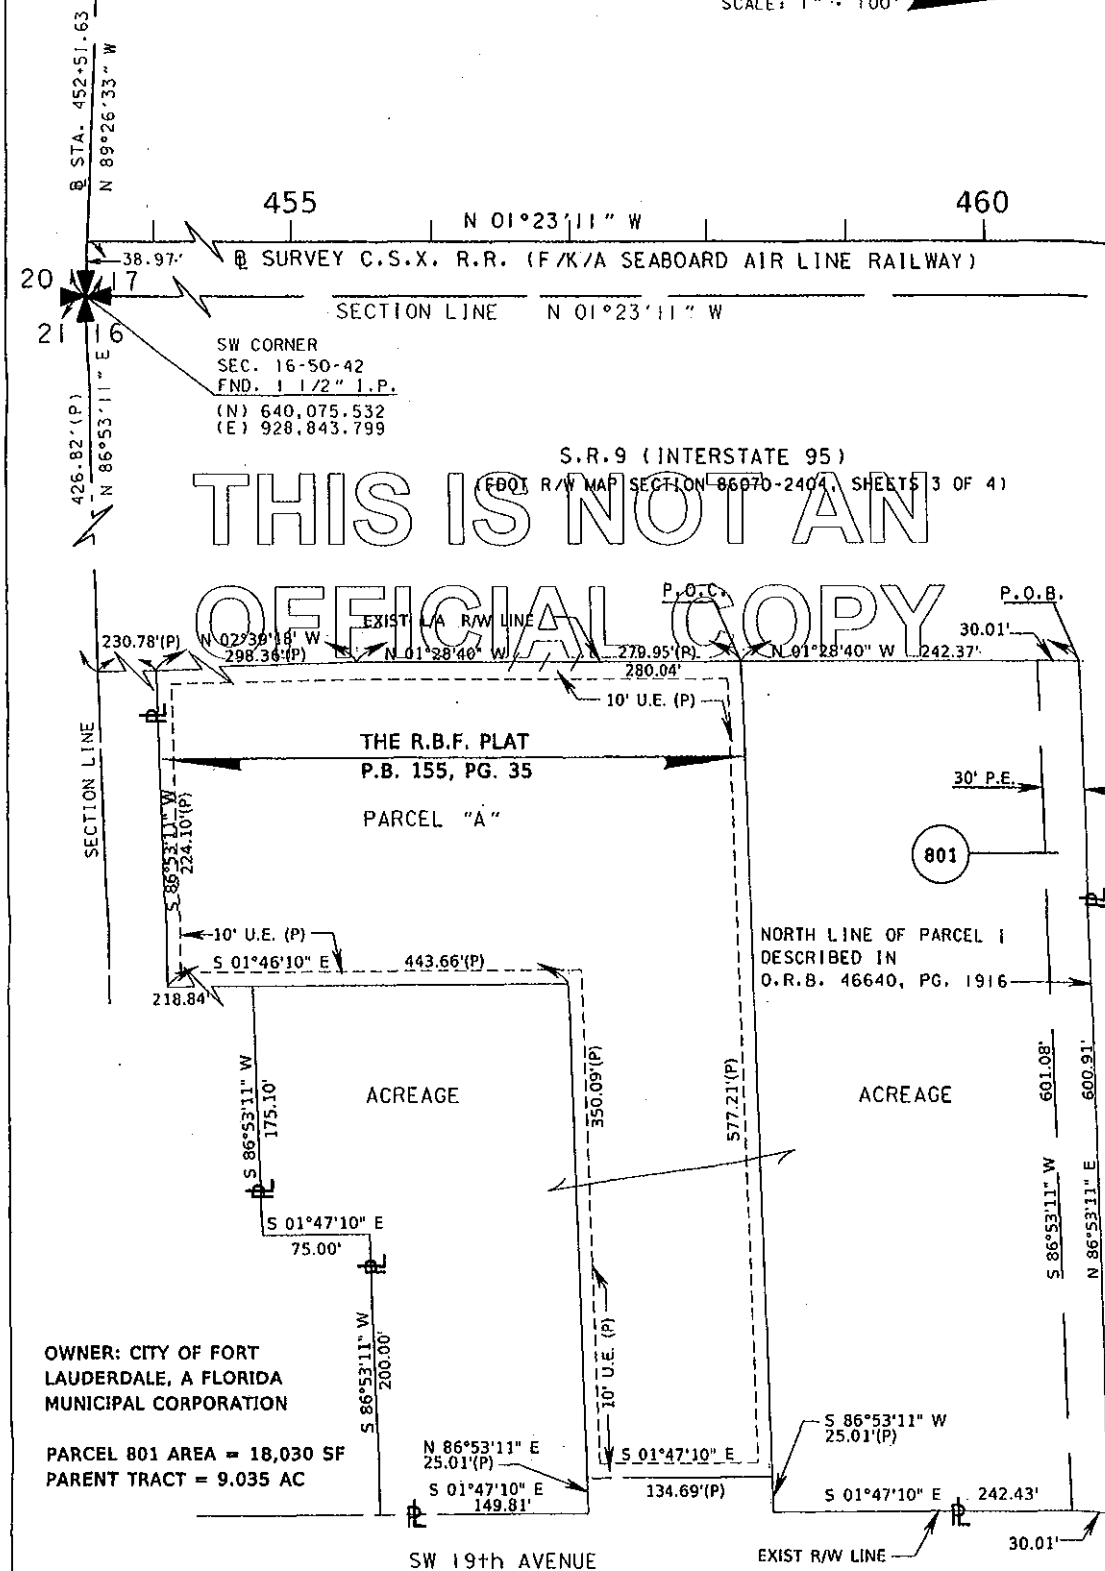 SCALE: 1" = 100'
℄ STA. 452+51.63
N 89°26'33" W
455
460
N 01°23'11" W
38.97'
℄ SURVEY C.S.X. R.R. (F/K/A SEABOARD AIR LINE RAILWAY)
20 17
21 16
SECTION LINE N 01°23'11" W
SW CORNER
SEC. 16-50-42
FND. 1 1/2" I.P.
(N) 640,075.532
(E) 928,843.799
426.82'(P)
N 86°53'11" E
S.R.9 (INTERSTATE 95)
(FDOT R/W MAP SECTION 86070-2404, SHEETS 3 OF 4)
THIS IS NOT AN
OFFICIAL COPY
P.O.C.
P.O.B.
230.78'(P)
N 02°39'18" W
298.36'(P)
EXIST L/A R/W LINE
N 01°28'40" W
279.95'(P)
280.04'
N 01°28'40" W 242.37'
30.01'
10' U.E. (P)
THE R.B.F. PLAT
P.B. 155, PG. 35
PARCEL "A"
30' P.E.
801
SECTION LINE
S 86°53'11" W
224.10'(P)
10' U.E. (P)
S 01°46'10" E 443.66'(P)
218.84'
NORTH LINE OF PARCEL 1
DESCRIBED IN
O.R.B. 46640, PG. 1916
ACREAGE
ACREAGE
S 86°53'11" W
175.10'
350.09'(P)
577.21'(P)
601.08'
S 86°53'11" W
600.91'
N 86°53'11" E
S 01°47'10" E
75.00'
S 86°53'11" W
200.00'
10' U.E. (P)
OWNER: CITY OF FORT
LAUDERDALE, A FLORIDA
MUNICIPAL CORPORATION
PARCEL 801 AREA = 18,030 SF
PARENT TRACT = 9.035 AC
N 86°53'11" E
25.01'(P)
S 01°47'10" E
149.81'
S 01°47'10" E
134.69'(P)
S 86°53'11" W
25.01'(P)
S 01°47'10" E 242.43'
30.01'
EXIST R/W LINE
SW 19th AVENUE